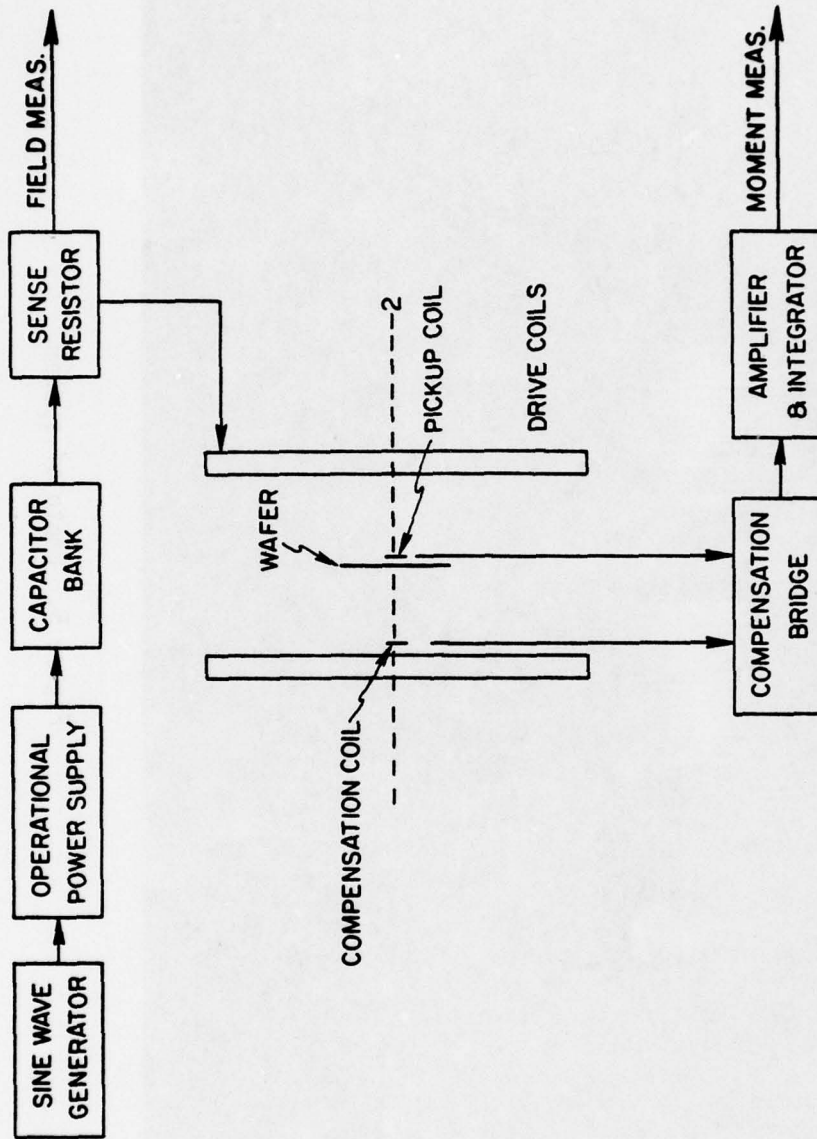 SINE WAVE
GENERATOR
OPERATIONAL
POWER SUPPLY
CAPACITOR
BANK
SENSE
RESISTOR
FIELD MEAS.
WAFER
COMPENSATION COIL
2
PICKUP COIL
DRIVE COILS
COMPENSATION
BRIDGE
AMPLIFIER
& INTEGRATOR
MOMENT MEAS.